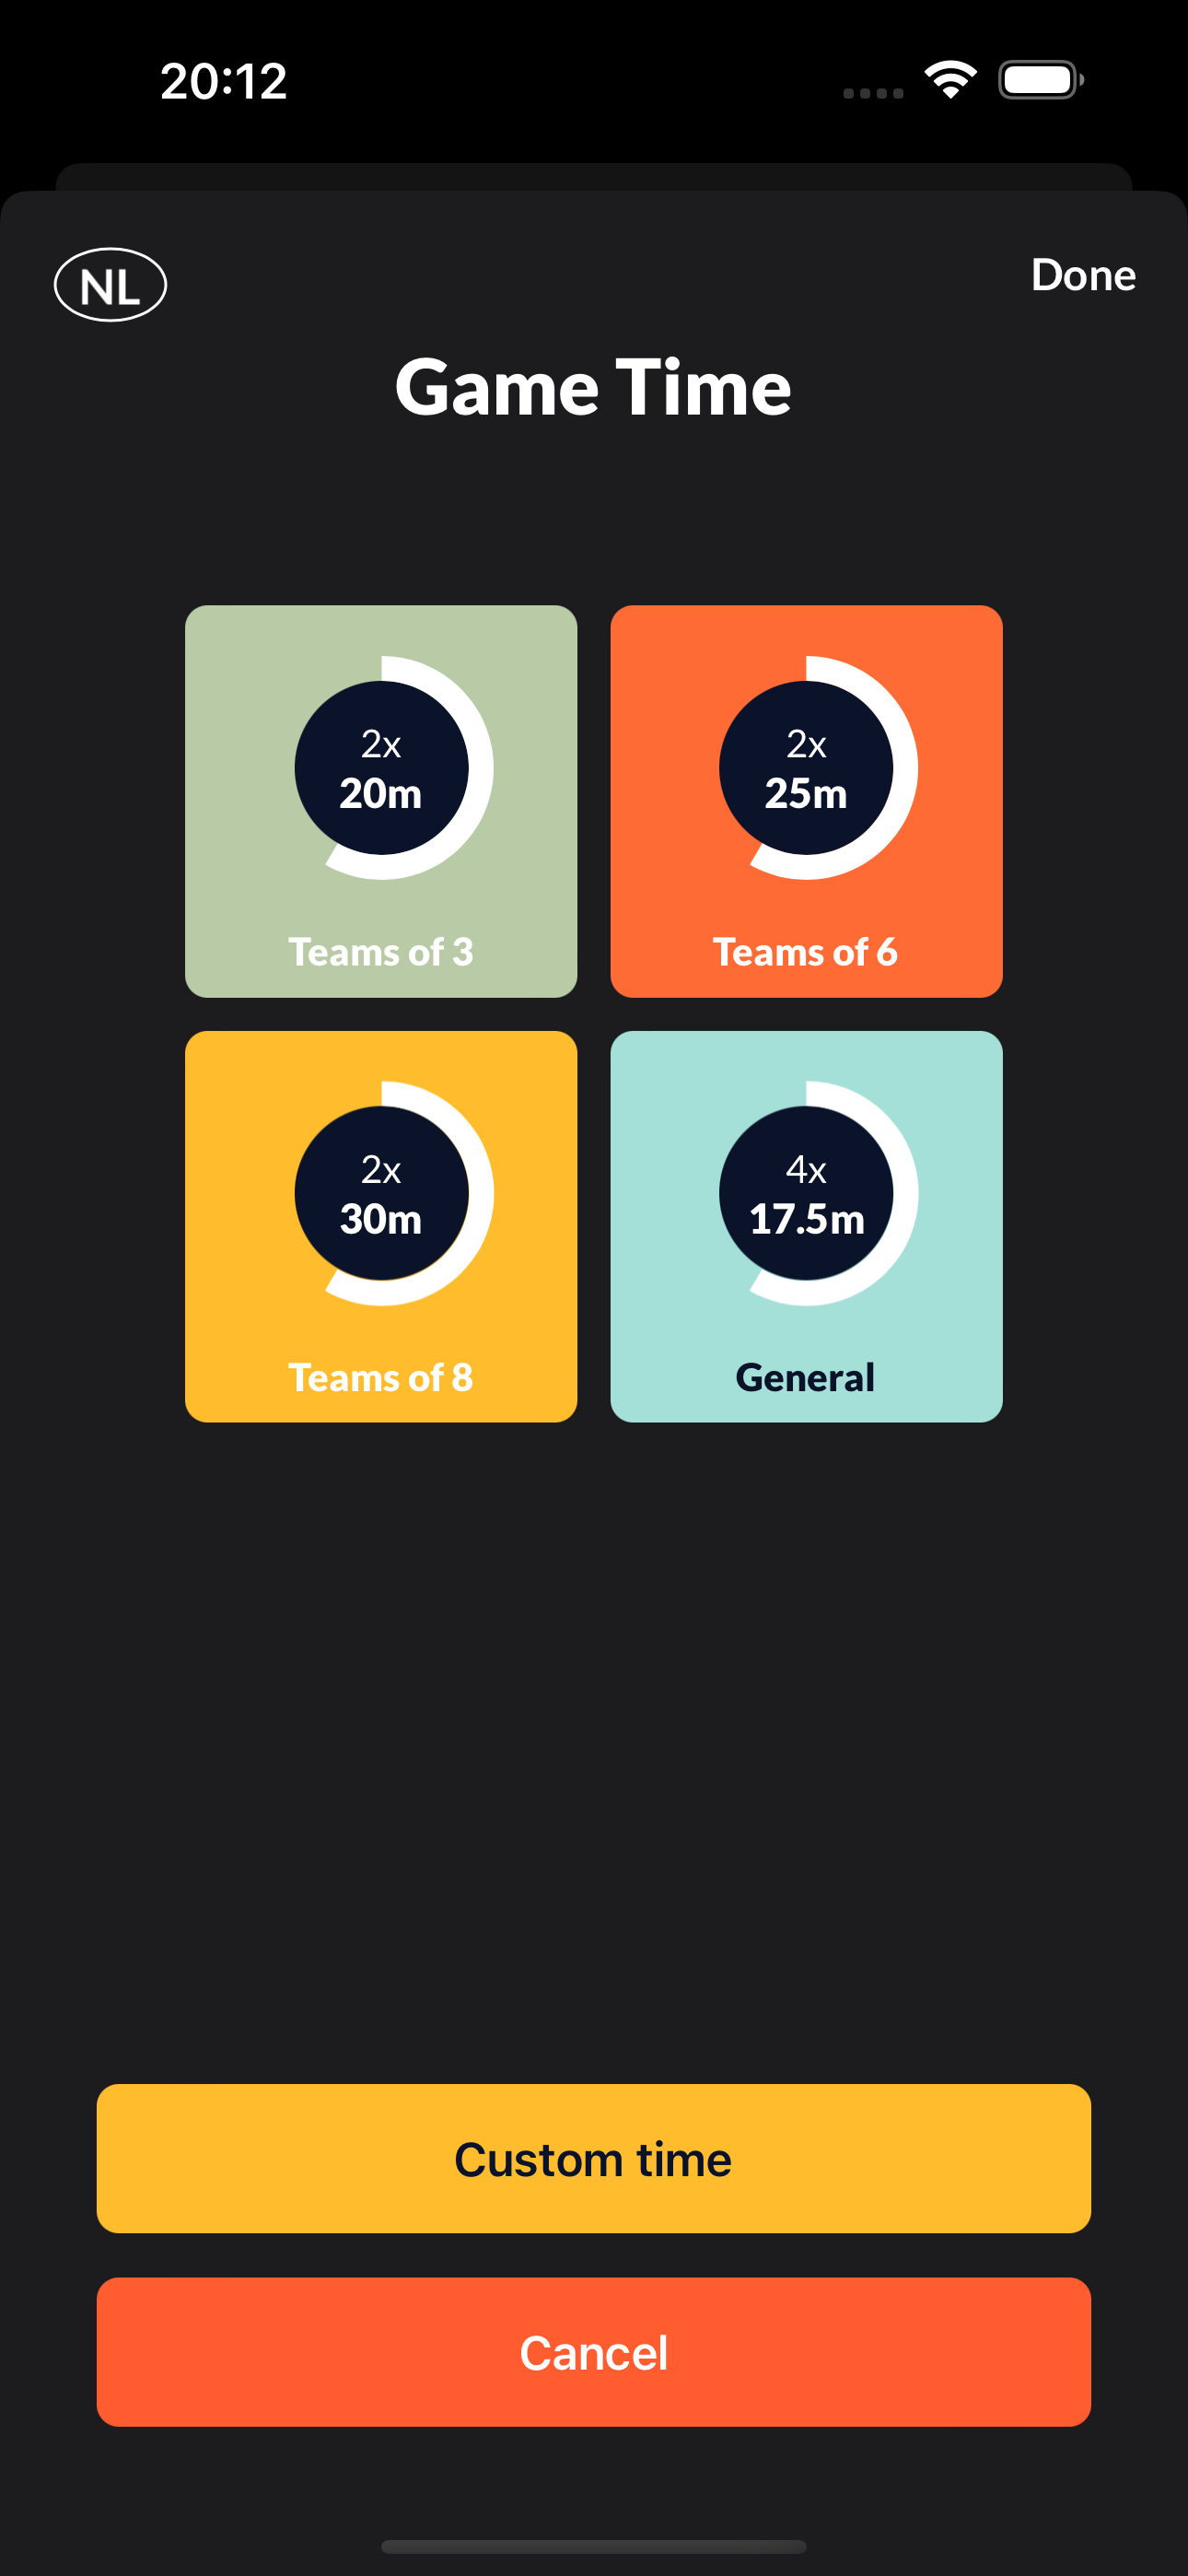 20:12
NL
Done
Game Time
2x
20m
Teams of 3
2x
25m
Teams of 6
2x
30m
Teams of 8
4x
17.5m
General
Custom time
Cancel